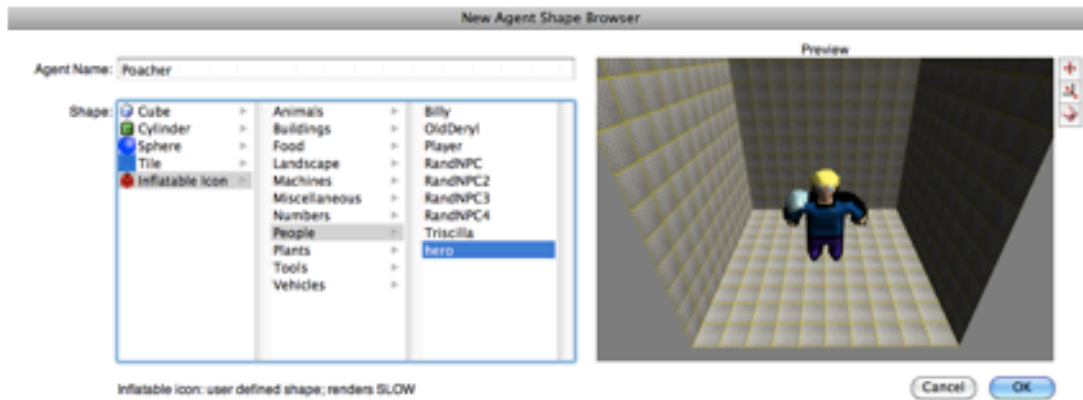 New Agent Shape Browser
Preview
Agent Name: Poacher
Shape:
Cube
Cylinder
Sphere
Tile
Inflatable Icon
Animals
Buildings
Food
Landscape
Machines
Miscellaneous
Numbers
People
Plants
Tools
Vehicles
Billy
OldDeryl
Player
RandNPC
RandNPC2
RandNPC3
RandNPC4
Triscilla
hero
Inflatable icon: user defined shape; renders SLOW
Cancel
OK